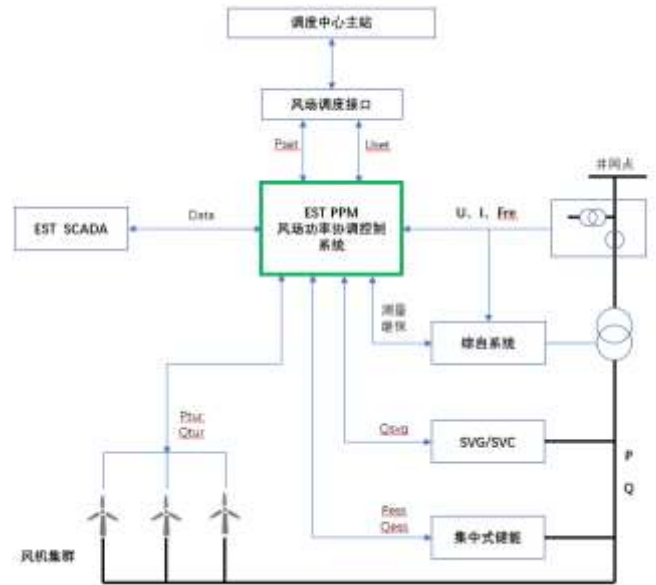 调度中心主站
风场调度接口
Pset
Uset
并网点
EST SCADA
Data
EST PPM
风场功率协调控制
系统
U、I、Fre
测量
继保
综自系统
Ptur
Qtur
Qsvg
SVG/SVC
P
Q
Pess
Qess
集中式储能
风机集群